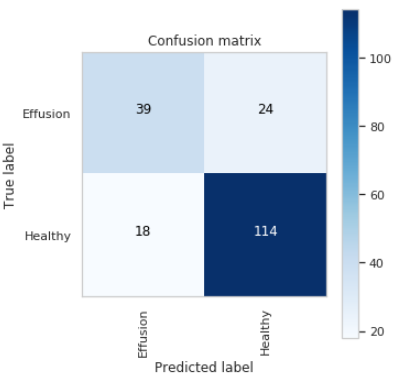 Confusion matrix
True label
Effusion
39
24
Healthy
18
114
Effusion
Healthy
Predicted label
100
80
60
40
20